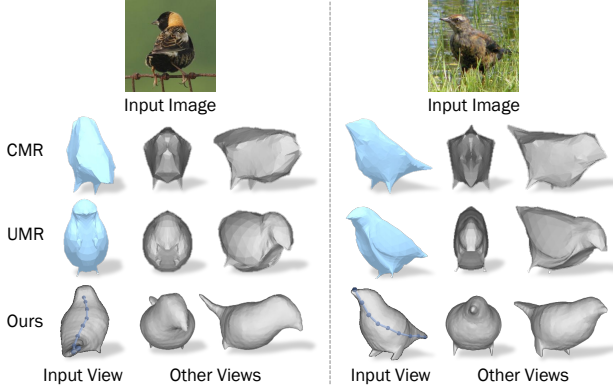 Input Image
Input Image
CMR
UMR
Ours
Input View
Other Views
Input View
Other Views